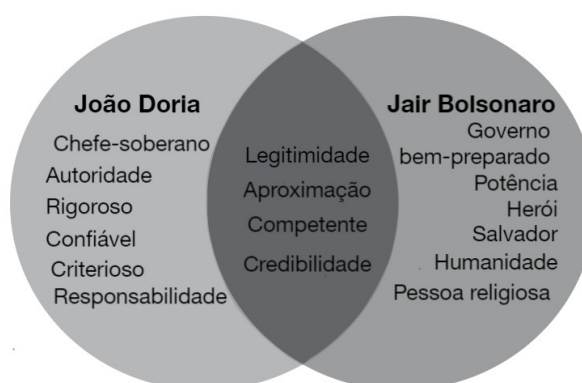 João Doria
Chefe-soberano
Autoridade
Rigoroso
Confiável
Criterioso
Responsabilidade
Legitimidade
Aproximação
Competente
Credibilidade
Jair Bolsonaro
Governo
bem-preparado
Potência
Herói
Salvador
Humanidade
Pessoa religiosa